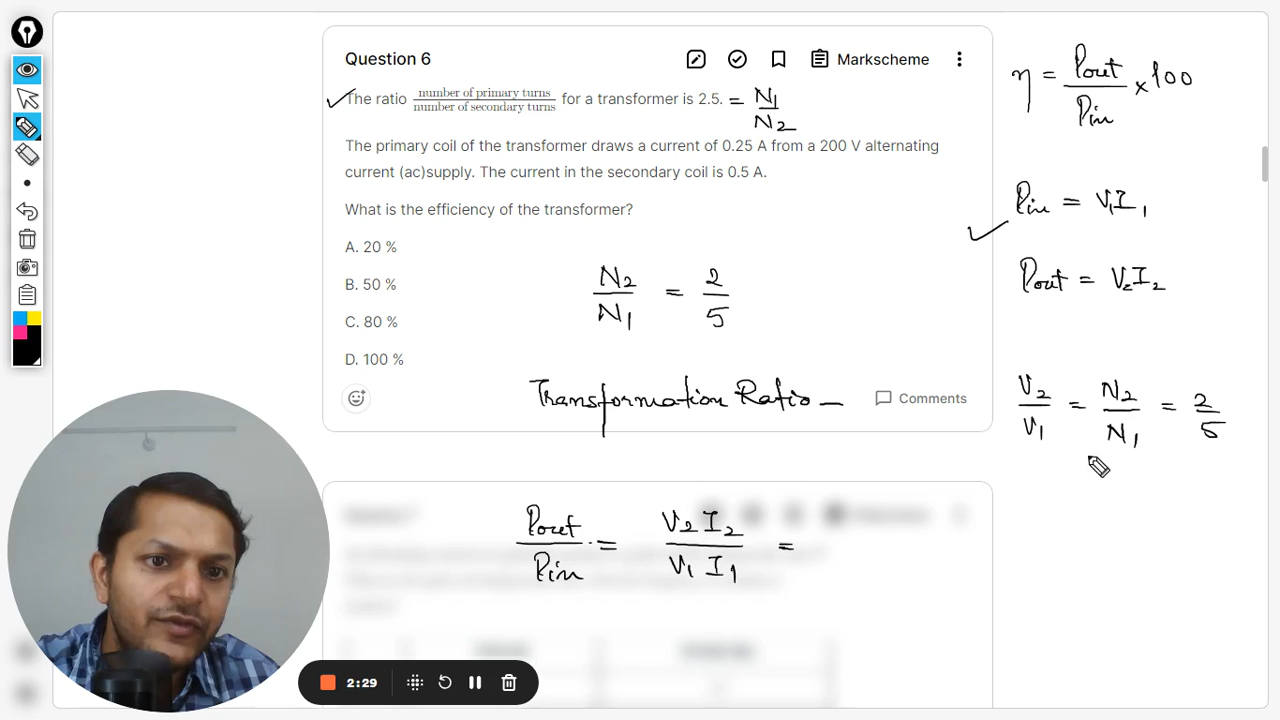 Question 6
Markscheme
The ratio number of primary turns / number of secondary turns for a transformer is 2.5. = N1 / N2
The primary coil of the transformer draws a current of 0.25 A from a 200 V alternating
current (ac)supply. The current in the secondary coil is 0.5 A.
What is the efficiency of the transformer?
A. 20 %
B. 50 %
C. 80 %
D. 100 %
N2 / N1 = 2 / 5
Transformation Ratio –
Comments
Pout / Pin = V2 I2 / V1 I1 =
η = Pout / Pin × 100
Pin = V1 I1
Pout = V2 I2
V2 / V1 = N2 / N1 = 2 / 5
2:29